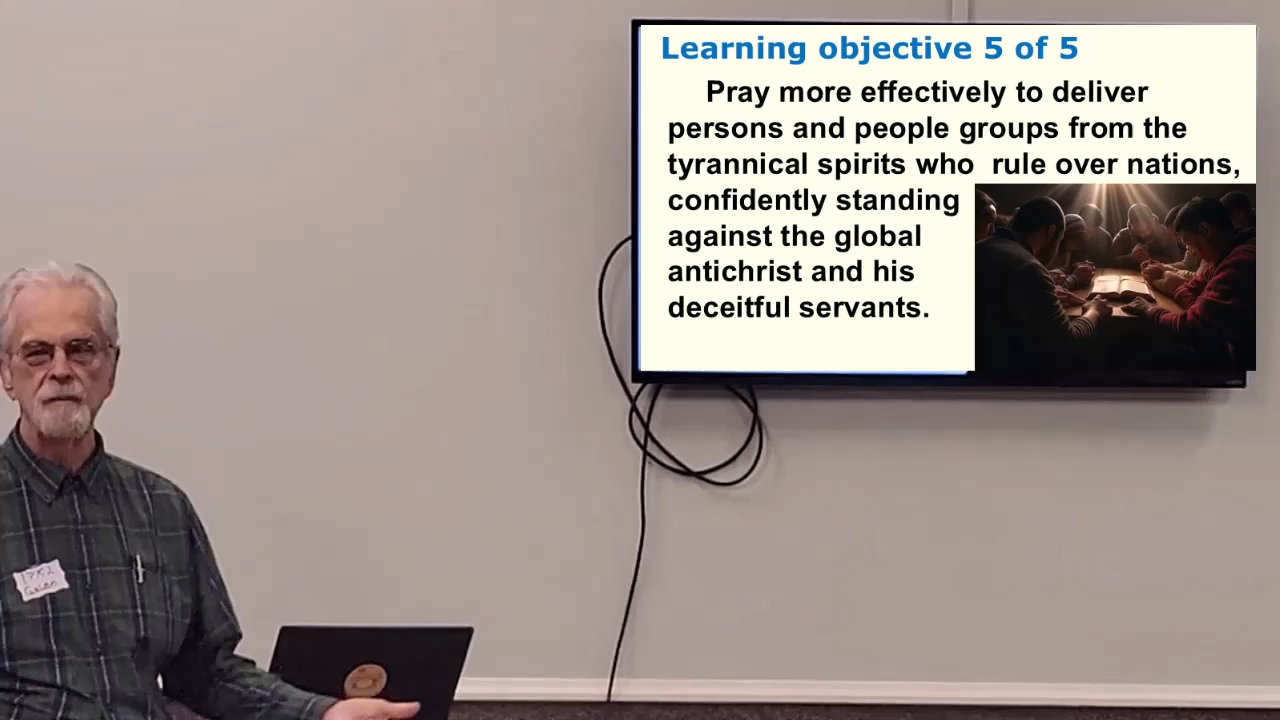 Learning objective 5 of 5
Pray more effectively to deliver
persons and people groups from the
tyrannical spirits who  rule over nations,
confidently standing
against the global
antichrist and his
deceitful servants.